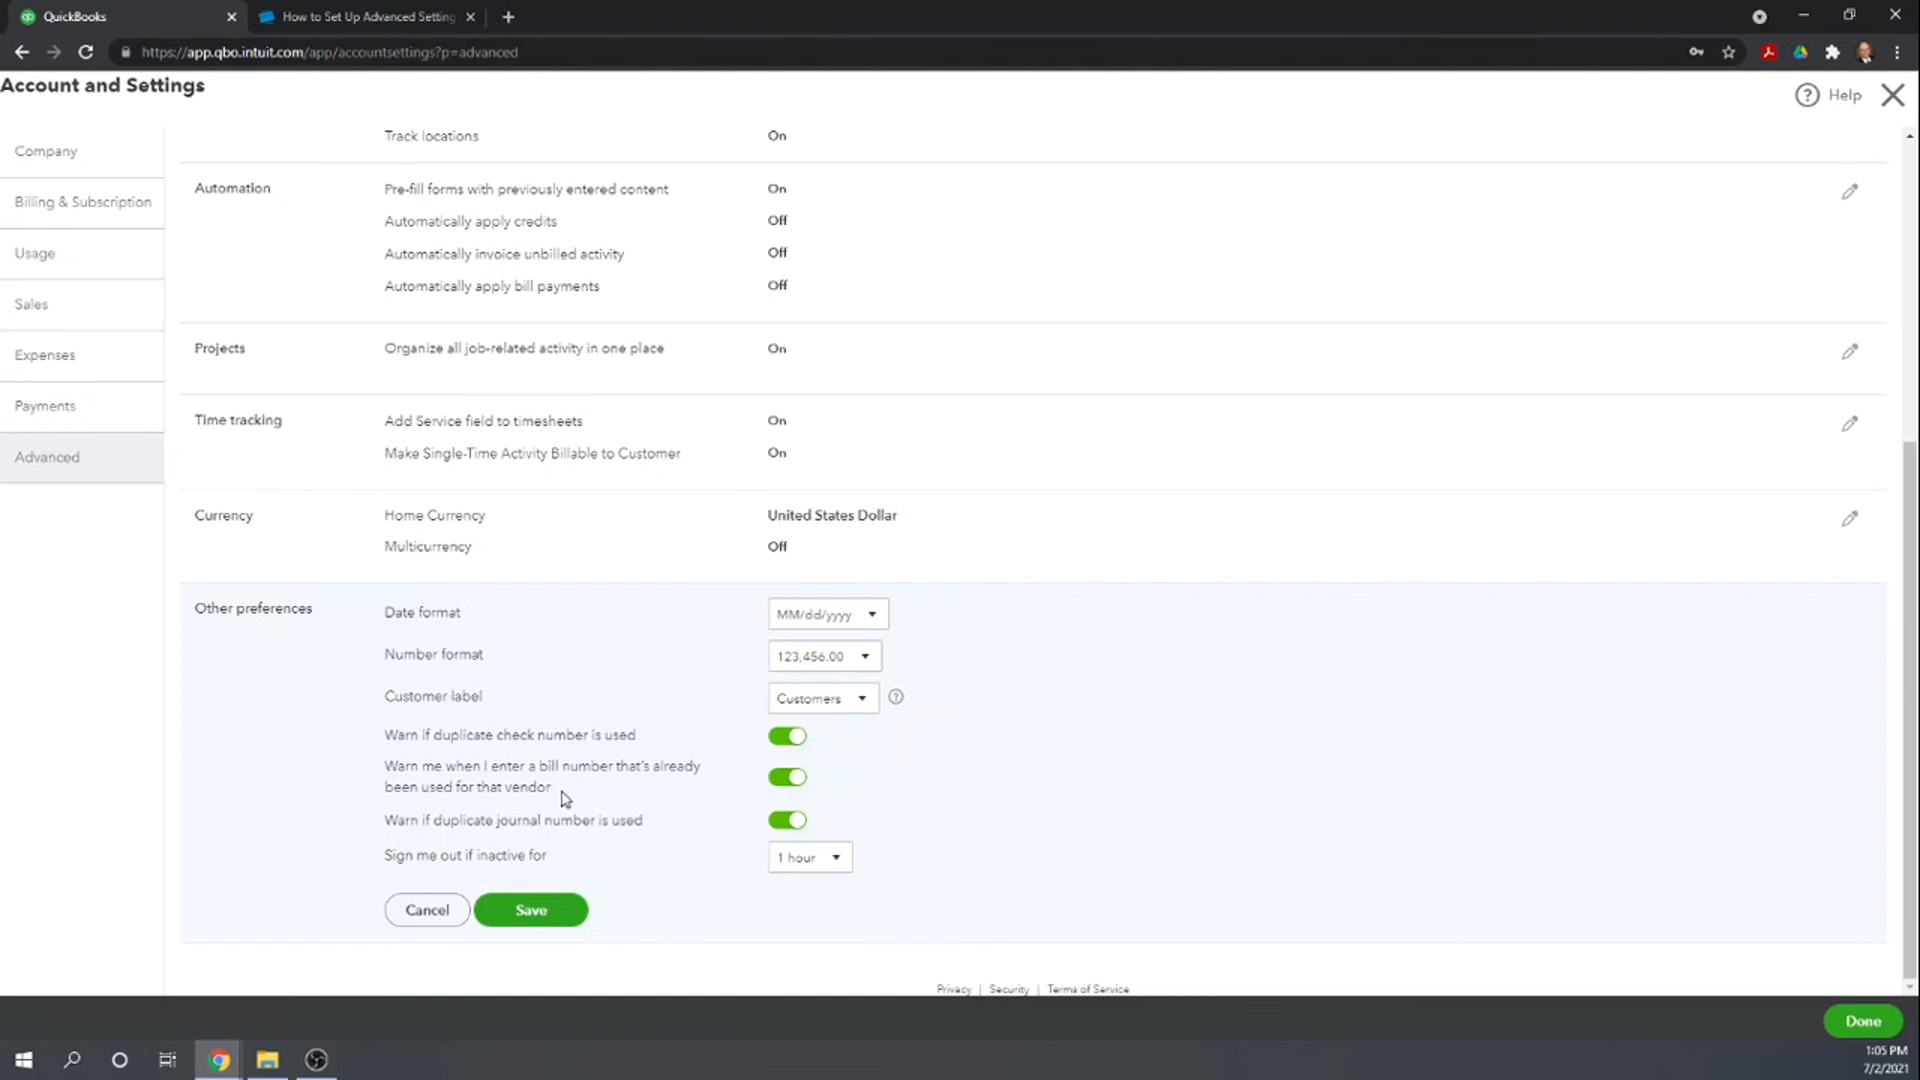 QuickBooks
How to Set Up Advanced Setting
https://app.qbo.intuit.com/app/accountsettings?p=advanced
Account and Settings
Help
Company
Billing & Subscription
Usage
Sales
Expenses
Payments
Advanced
Track locations On
Automation Pre-fill forms with previously entered content On
Automatically apply credits Off
Automatically invoice unbilled activity Off
Automatically apply bill payments Off
Projects Organize all job-related activity in one place On
Time tracking Add Service field to timesheets On
Make Single-Time Activity Billable to Customer On
Currency Home Currency United States Dollar
Multicurrency Off
Other preferences Date format MM/dd/yyyy
Number format 123,456.00
Customer label Customers
Warn if duplicate check number is used
Warn me when I enter a bill number that's already
been used for that vendor
Warn if duplicate journal number is used
Sign me out if inactive for 1 hour
Cancel Save
Privacy | Security | Terms of Service
Done
1:05 PM
7/2/2021